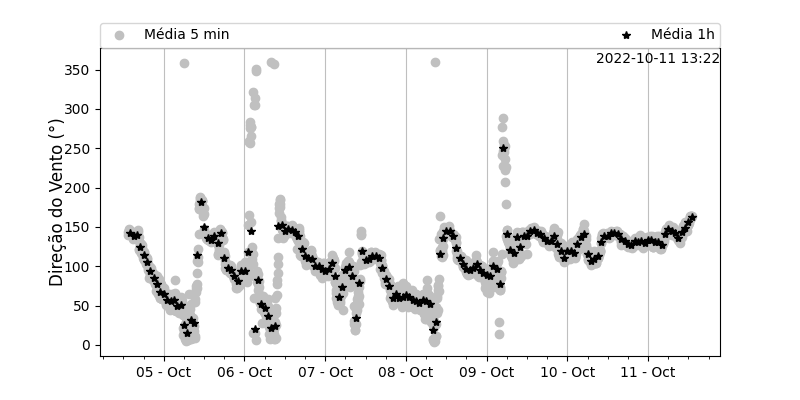 Média 5 min
Média 1h
2022-10-11 13:22
Direção do Vento (°)
350
300
250
200
150
100
50
0
05 - Oct
06 - Oct
07 - Oct
08 - Oct
09 - Oct
10 - Oct
11 - Oct